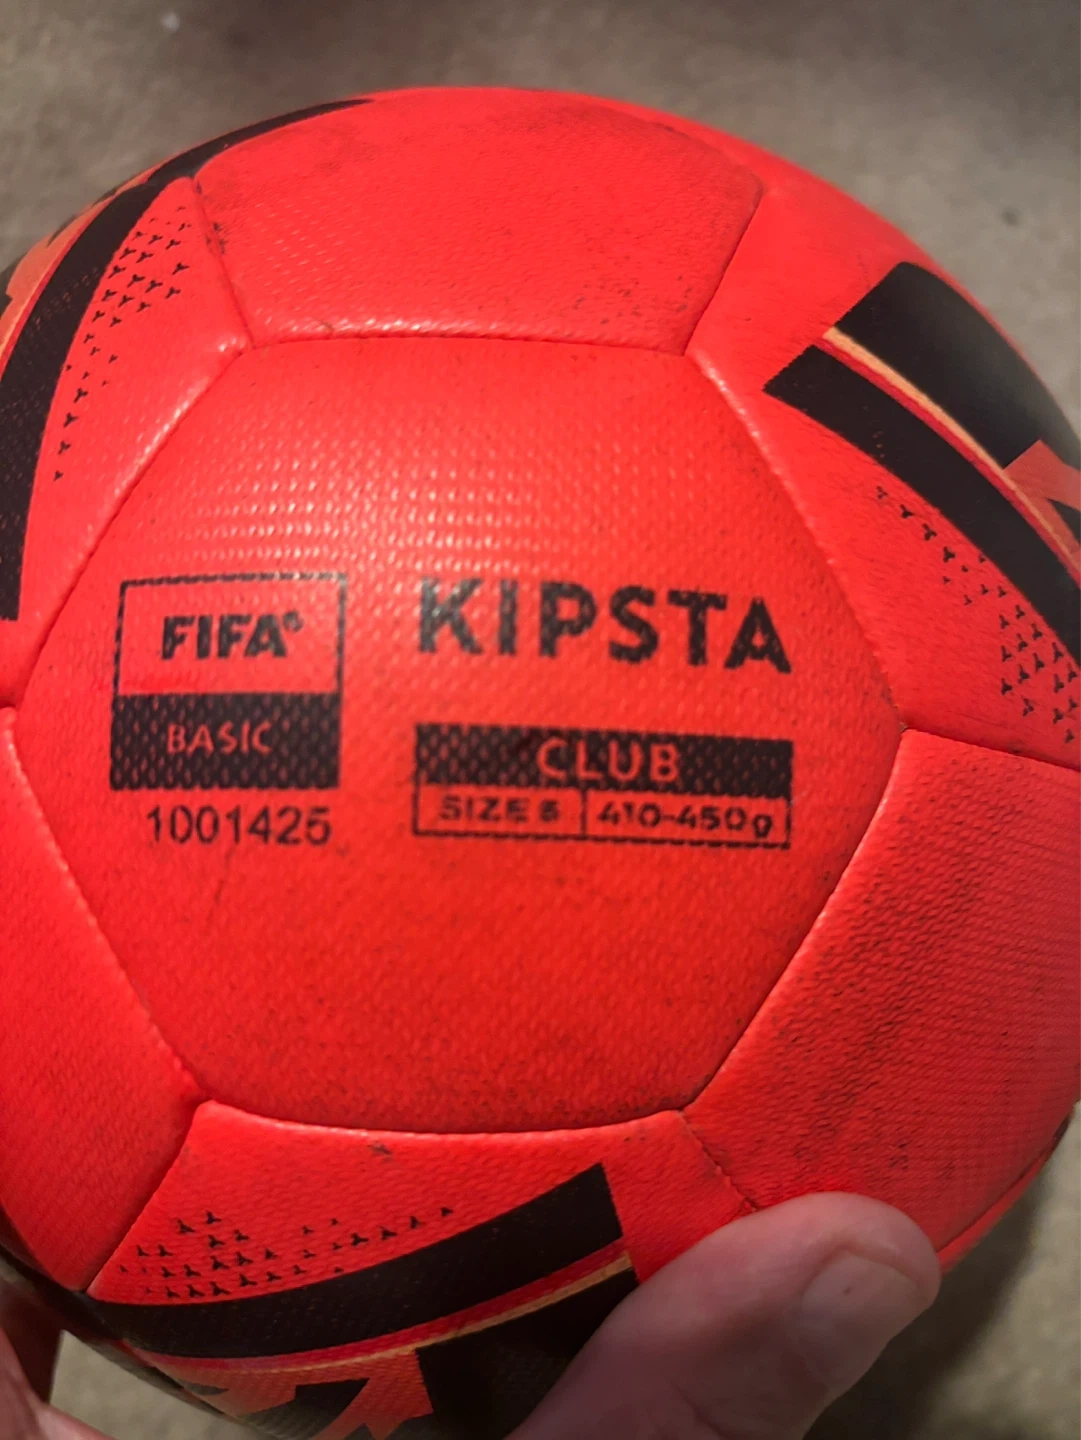 FIFA®
BASIC
1001425
KIPSTA
CLUB
SIZE 5 410-450g